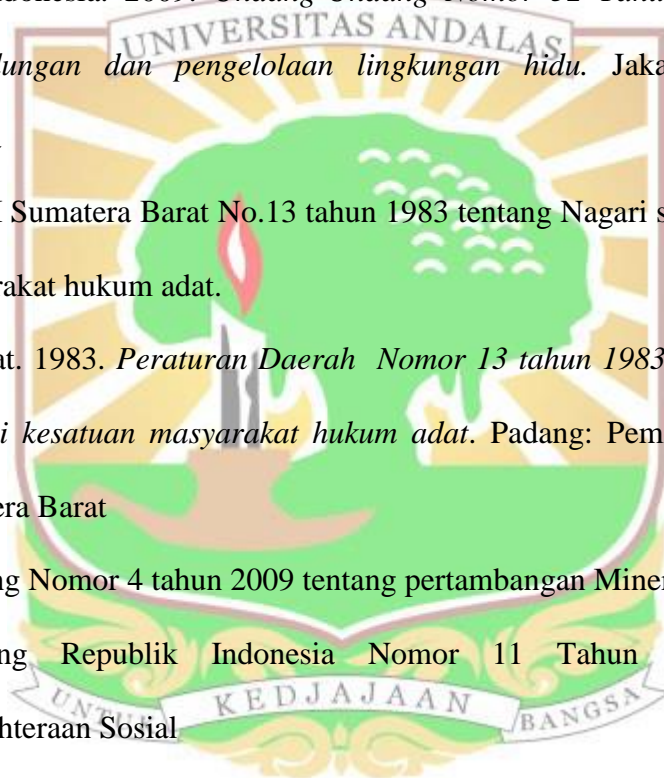 donesia. 2009. Undang-Undang Nomor 32
UNIVERSITAS ANDALAS
dungan dan pengelolaan lingkungan hidu. Jaka
I Sumatera Barat No.13 tahun 1983 tentang Nagari s
rakat hukum adat.
at. 1983. Peraturan Daerah Nomor 13 tahun 1983
i kesatuan masyarakat hukum adat. Padang: Pem
era Barat
ng Nomor 4 tahun 2009 tentang pertambangan Miner
ng Republik Indonesia Nomor 11 Tahun
hteraan Sosial
UNTUK KEDJAJAAN BANGSA